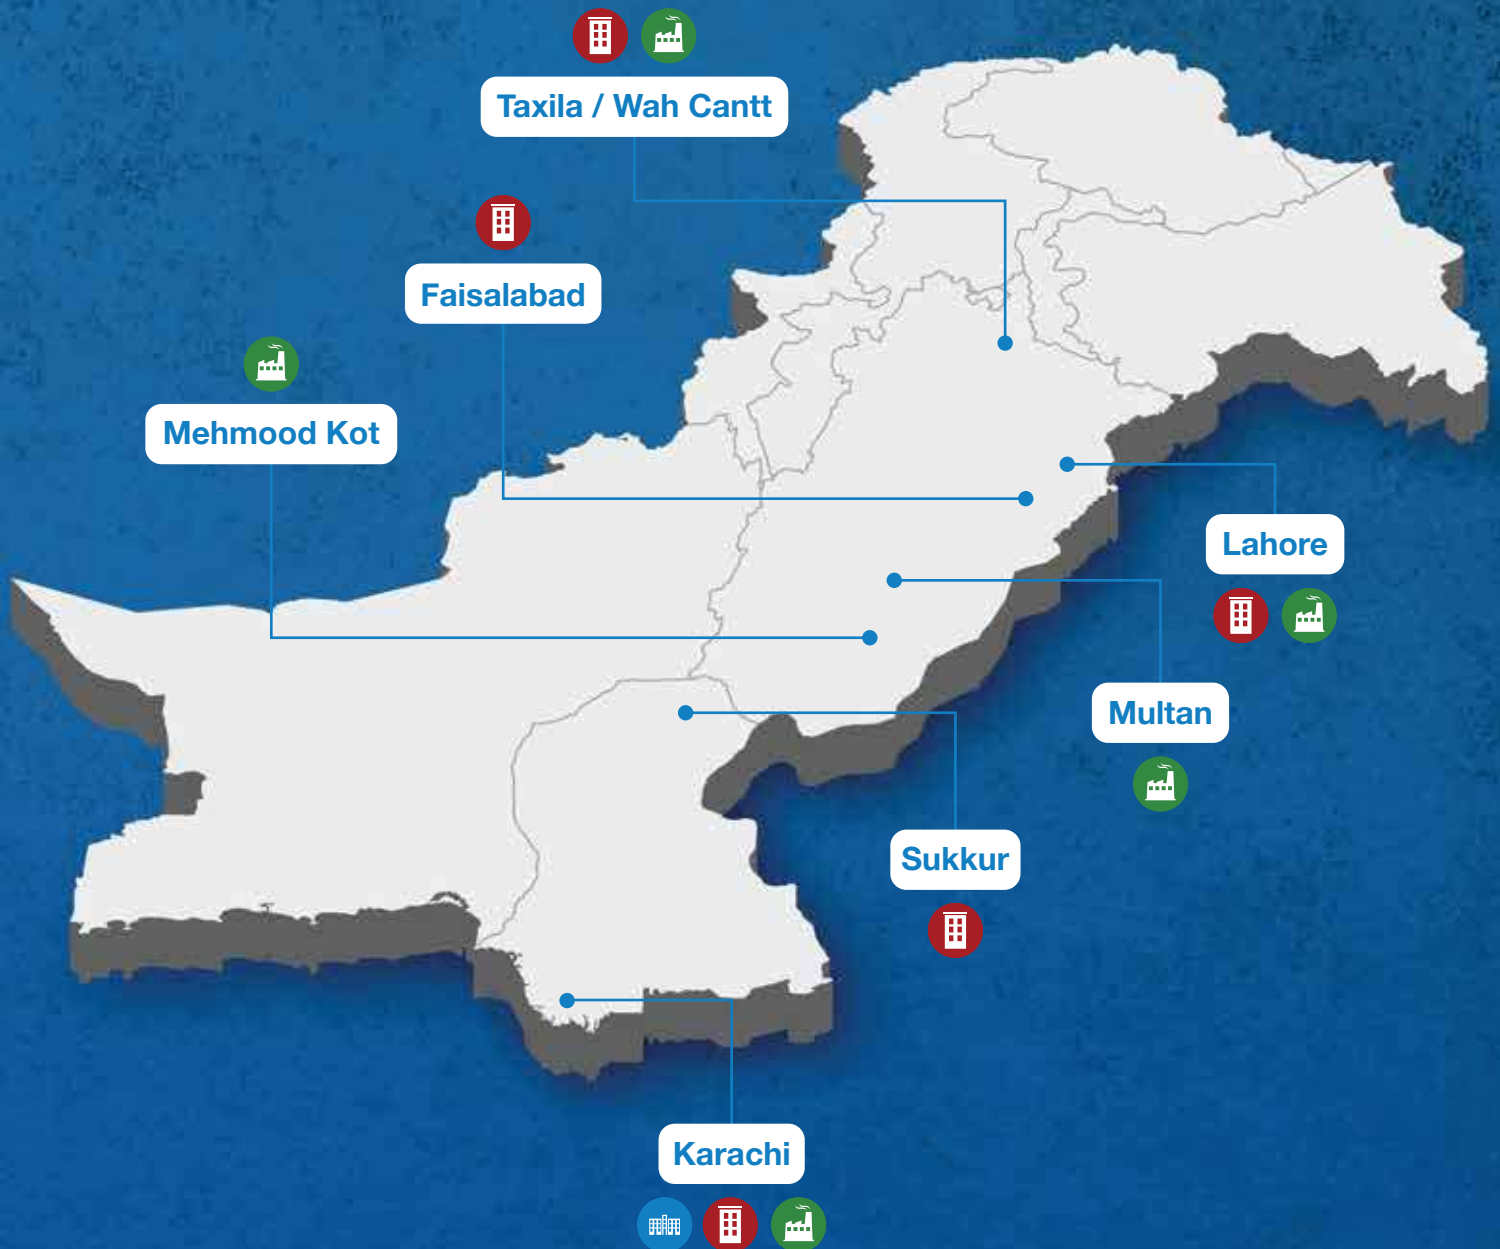 Taxila / Wah Cantt
Faisalabad
Mehmood Kot
Lahore
Multan
Sukkur
Karachi